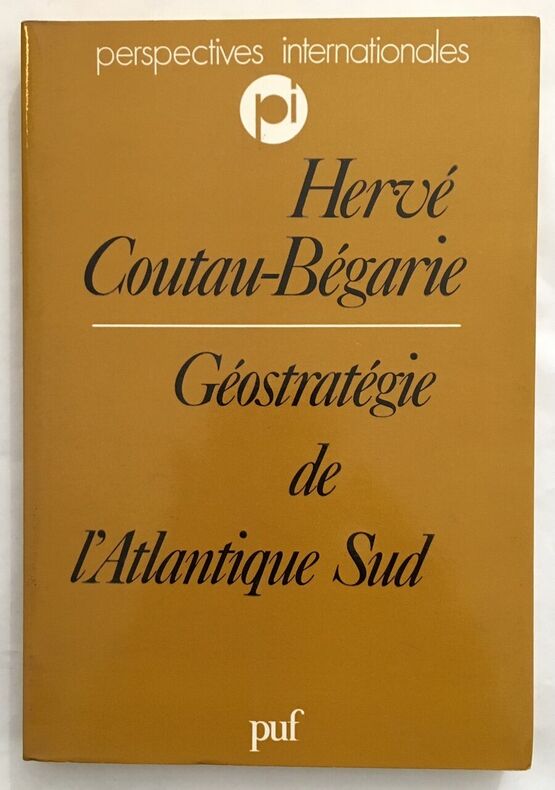 perspectives internationales
pi
Hervé
Coutau-Bégarie
Géostratégie
de
l'Atlantique Sud
puf